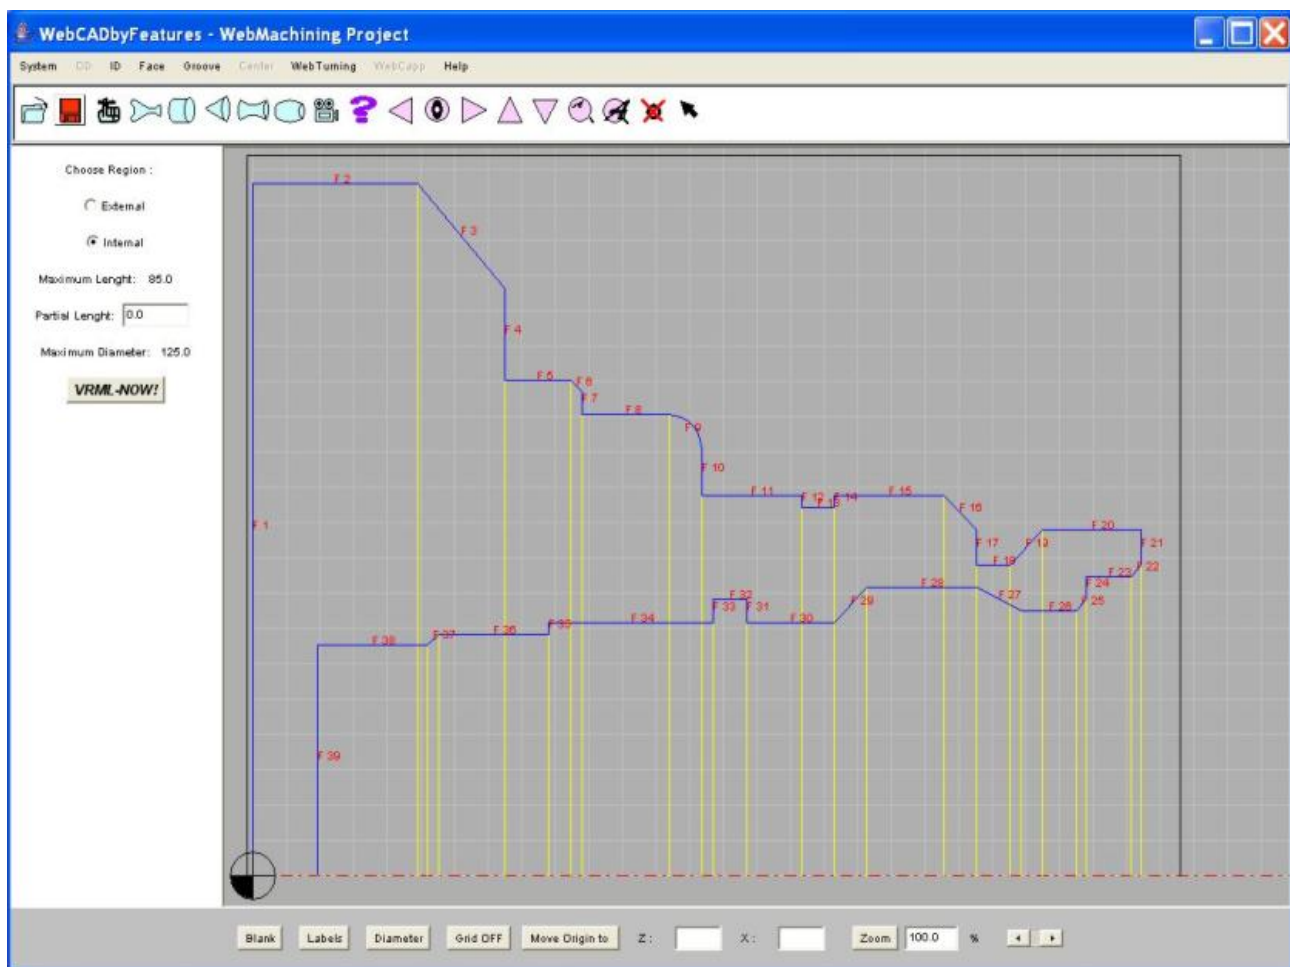 WebCADbyFeatures - WebMachining Project
System OD ID Face Groove Center WebTurning WebCapp Help
Choose Region :
External
Internal
Maximum Lenght: 85.0
Partial Lenght: 0.0
Maximum Diameter: 125.0
VRML-NOW!
F 2
F 3
F 4
F 5 F 6
F 7 F 8
F 9
F 10
F 11 F 12 F 14 F 15
F 13
F 16
F 1 F 20
F 17 F 19 F 21
F 18 F 22
F 23
F 28 F 24
F 32 F 29 F 27 F 25
F 33 F 31 F 26
F 35 F 34 F 30
F 38 F 37 F 36
F 39
Blank Labels Diameter Grid OFF Move Origin to Z : X : Zoom 100.0 %